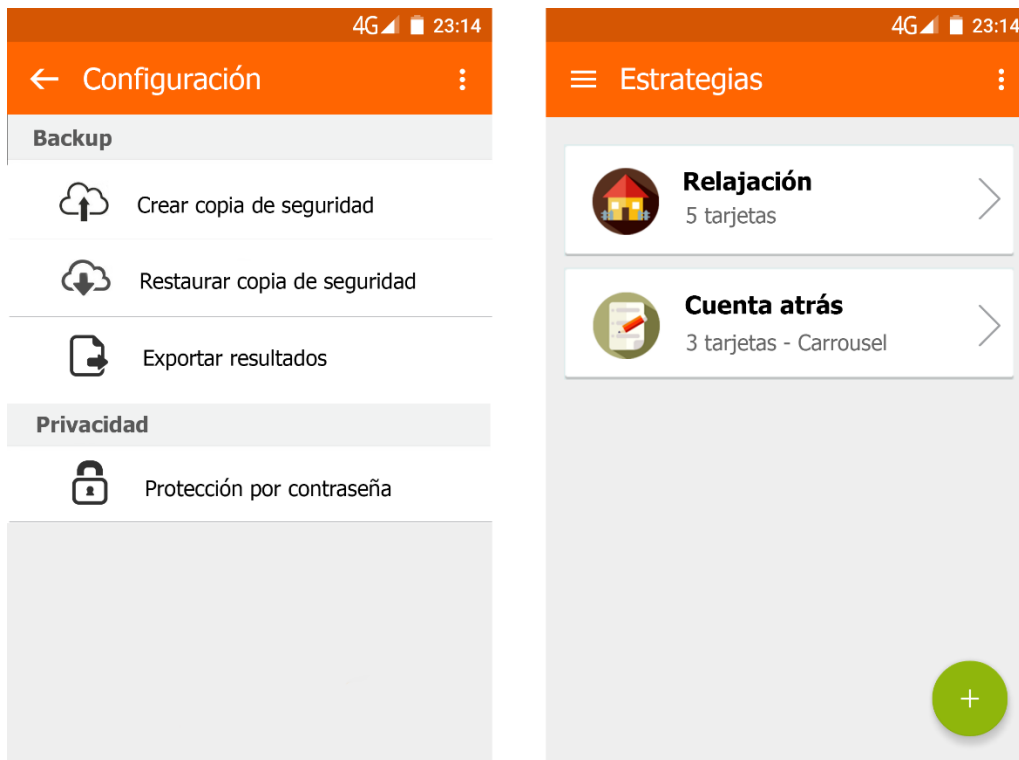 4G 23:14
Configuración
Backup
Crear copia de seguridad
Restaurar copia de seguridad
Exportar resultados
Privacidad
Protección por contraseña
4G 23:14
Estrategias
Relajación
5 tarjetas
Cuenta atrás
3 tarjetas - Carrousel
+